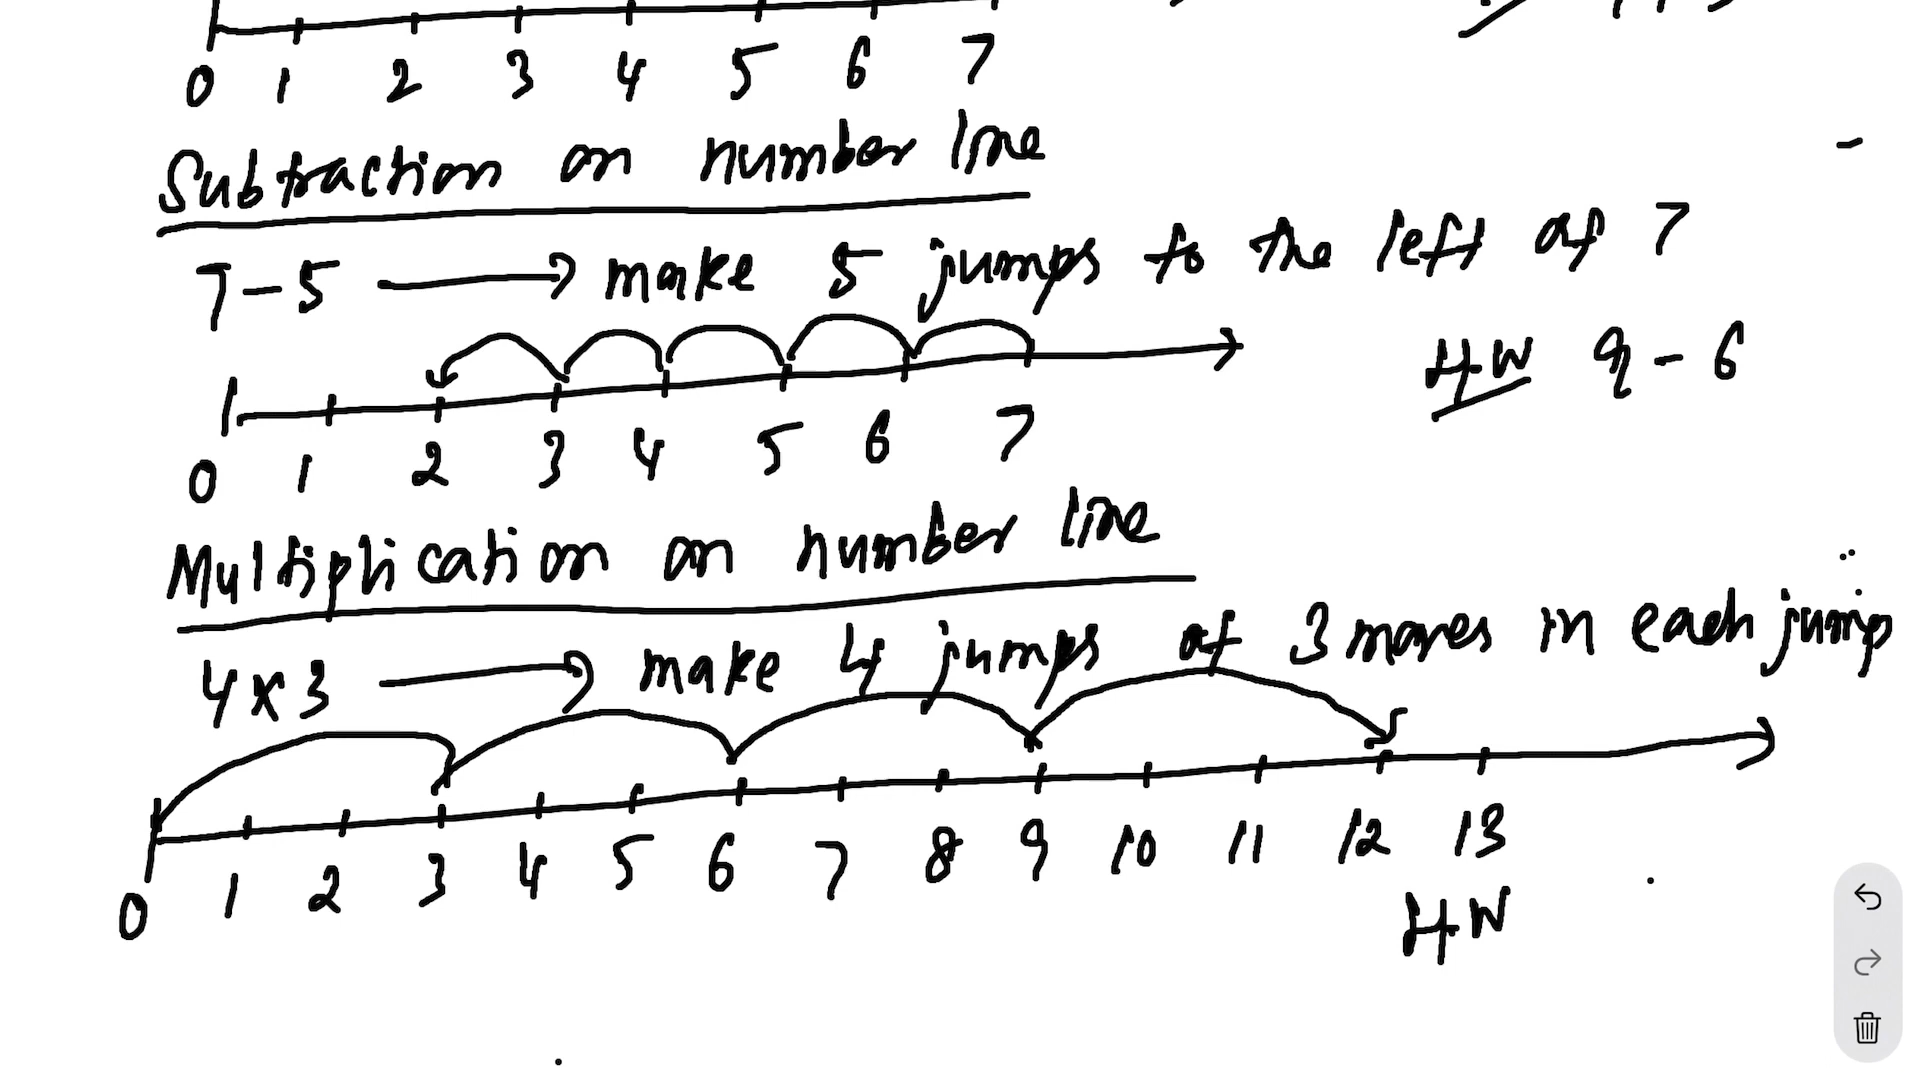 0 1 2 3 4 5 6 7
Subtraction on number line
7-5 → make 5 jumps to the left of 7
HW 9-6
0 1 2 3 4 5 6 7
Multiplication on number line
4x3 → make 4 jumps of 3 moves in each jump
0 1 2 3 4 5 6 7 8 9 10 11 12 13
HW